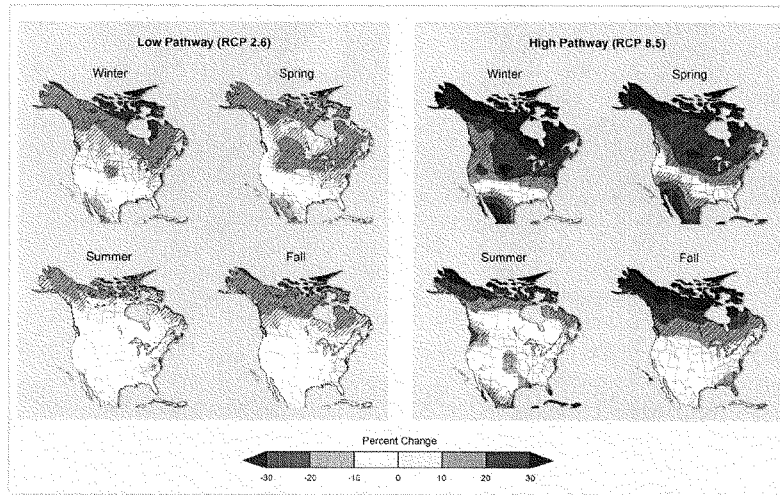 Low Pathway (RCP 2.6)
High Pathway (RCP 8.5)
Winter
Spring
Winter
Spring
Summer
Fall
Summer
Fall
Percent Change
-30 -20 -10 0 10 20 30